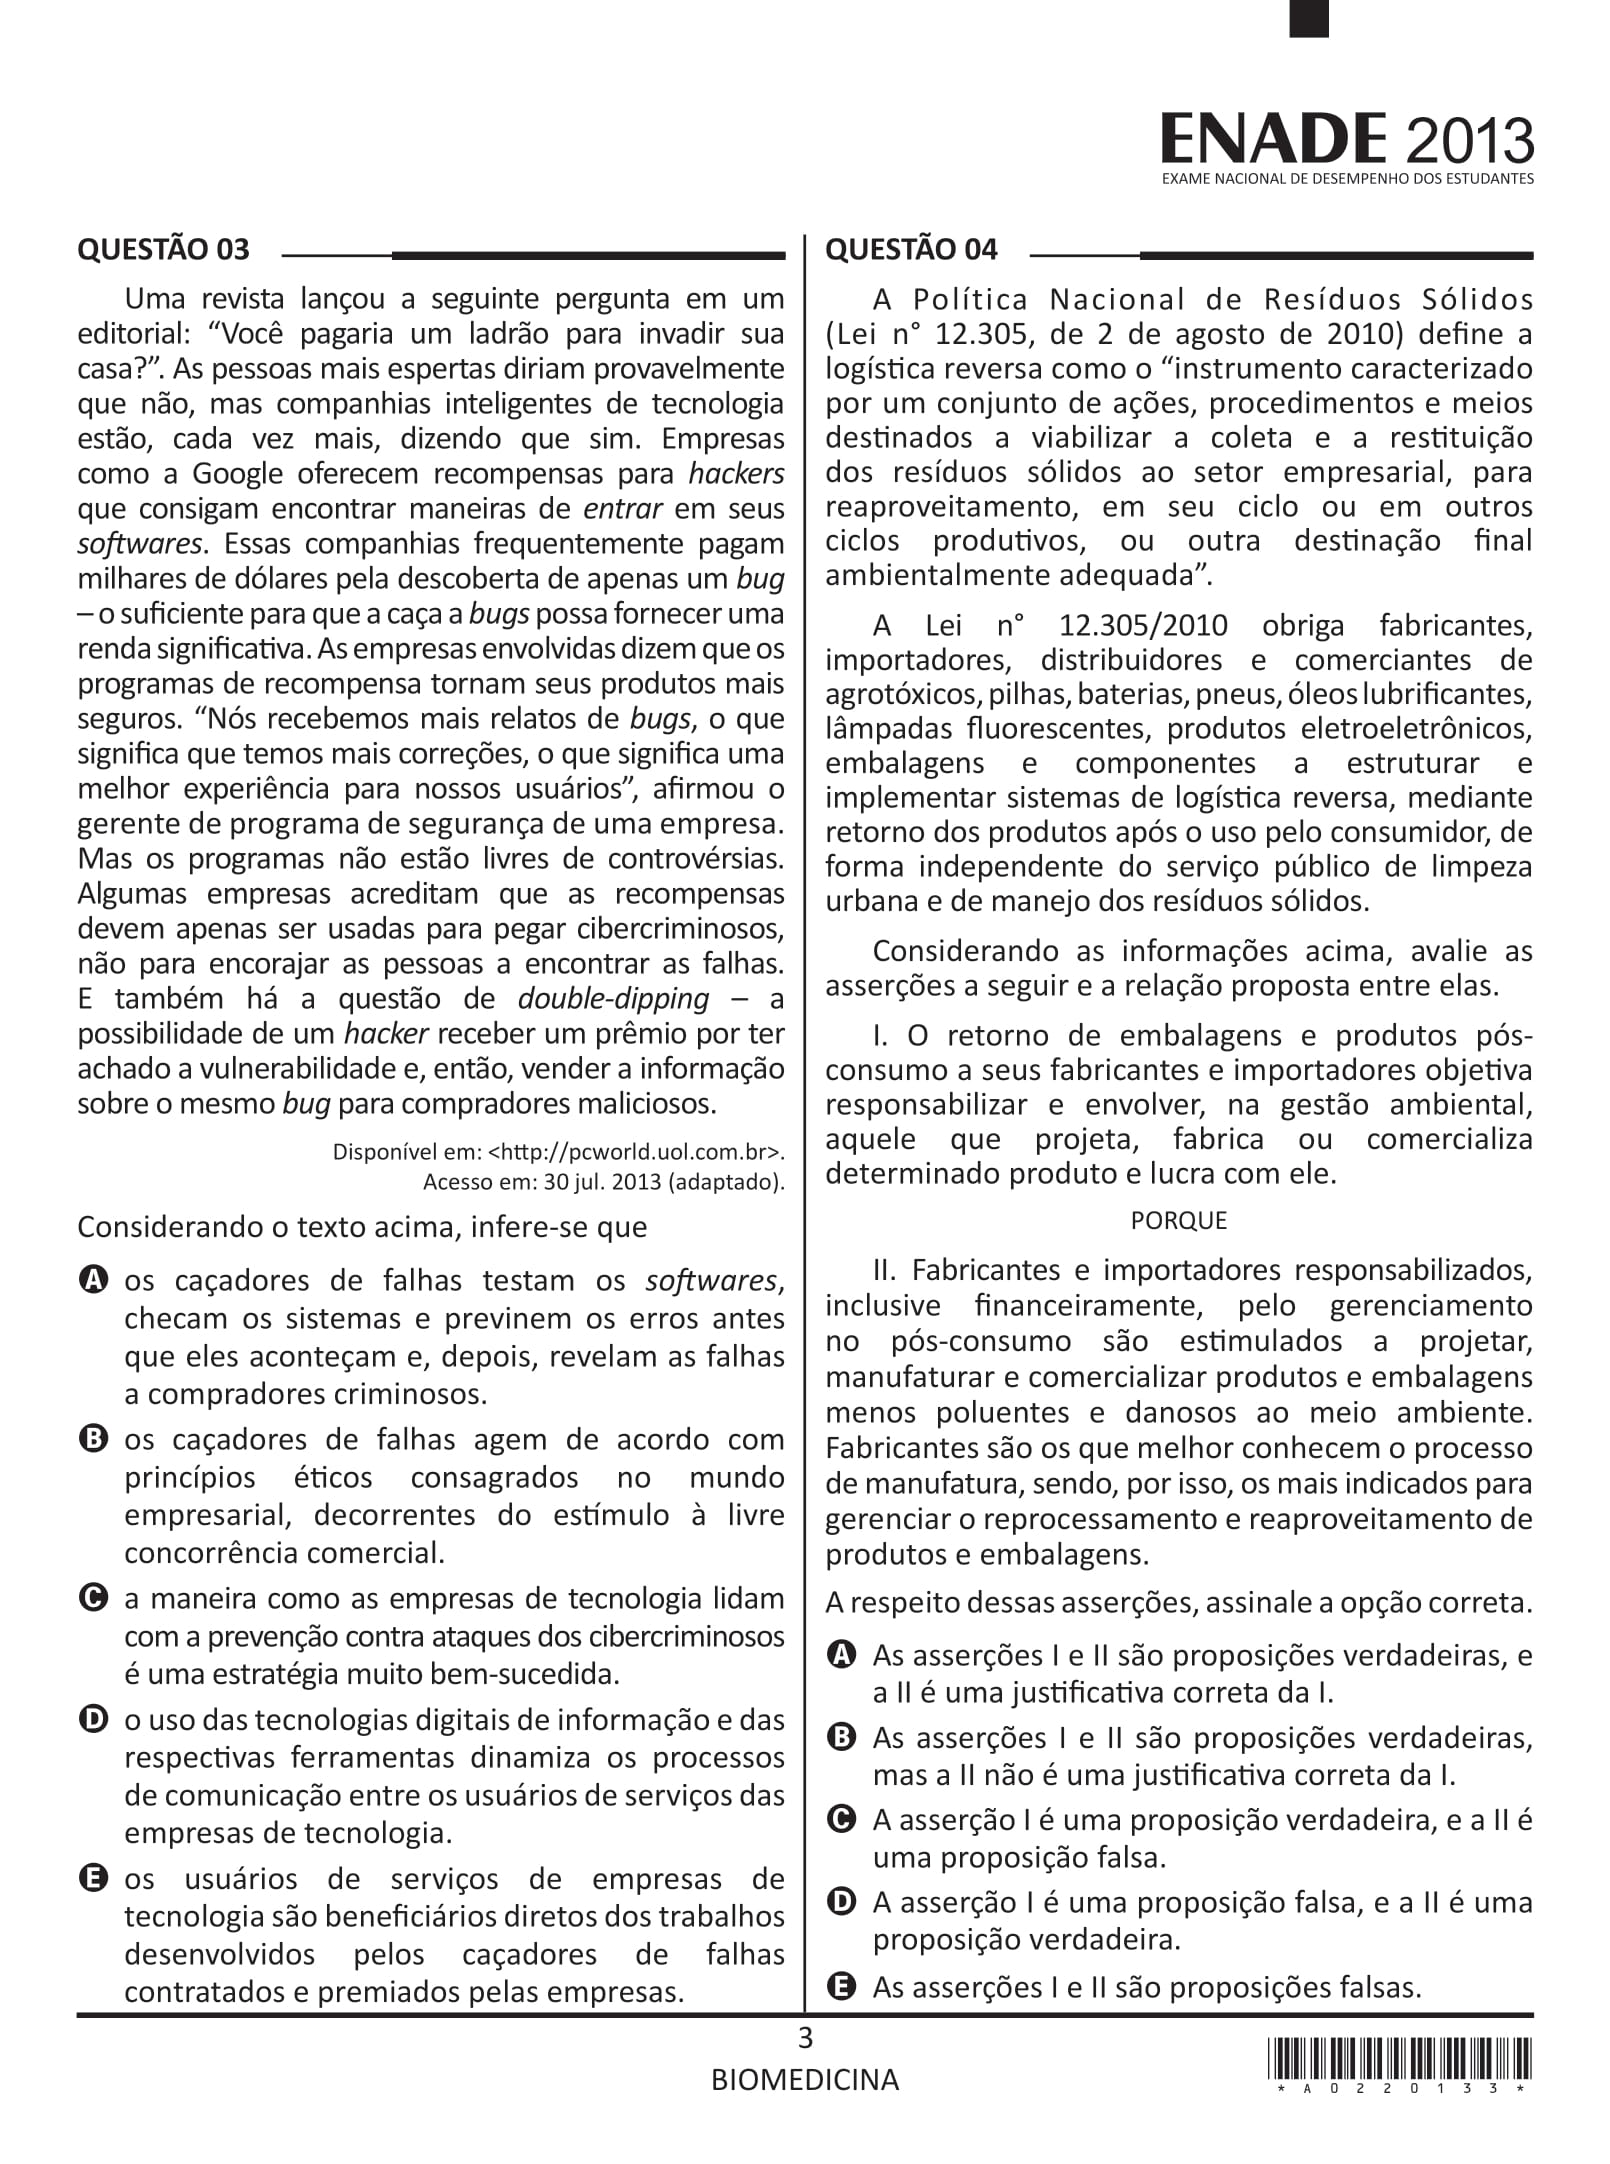 ENADE 2013
EXAME NACIONAL DE DESEMPENHO DOS ESTUDANTES
QUESTÃO 03
Uma revista lançou a seguinte pergunta em um
editorial: “Você pagaria um ladrão para invadir sua
casa?”. As pessoas mais espertas diriam provavelmente
que não, mas companhias inteligentes de tecnologia
estão, cada vez mais, dizendo que sim. Empresas
como a Google oferecem recompensas para hackers
que consigam encontrar maneiras de entrar em seus
softwares. Essas companhias frequentemente pagam
milhares de dólares pela descoberta de apenas um bug
– o suficiente para que a caça a bugs possa fornecer uma
renda significativa. As empresas envolvidas dizem que os
programas de recompensa tornam seus produtos mais
seguros. “Nós recebemos mais relatos de bugs, o que
significa que temos mais correções, o que significa uma
melhor experiência para nossos usuários”, afirmou o
gerente de programa de segurança de uma empresa.
Mas os programas não estão livres de controvérsias.
Algumas empresas acreditam que as recompensas
devem apenas ser usadas para pegar cibercriminosos,
não para encorajar as pessoas a encontrar as falhas.
E também há a questão de double-dipping – a
possibilidade de um hacker receber um prêmio por ter
achado a vulnerabilidade e, então, vender a informação
sobre o mesmo bug para compradores maliciosos.
Disponível em: <http://pcworld.uol.com.br>.
Acesso em: 30 jul. 2013 (adaptado).
Considerando o texto acima, infere-se que
A os caçadores de falhas testam os softwares,
checam os sistemas e previnem os erros antes
que eles aconteçam e, depois, revelam as falhas
a compradores criminosos.
B os caçadores de falhas agem de acordo com
princípios éticos consagrados no mundo
empresarial, decorrentes do estímulo à livre
concorrência comercial.
C a maneira como as empresas de tecnologia lidam
com a prevenção contra ataques dos cibercriminosos
é uma estratégia muito bem-sucedida.
D o uso das tecnologias digitais de informação e das
respectivas ferramentas dinamiza os processos
de comunicação entre os usuários de serviços das
empresas de tecnologia.
E os usuários de serviços de empresas de
tecnologia são beneficiários diretos dos trabalhos
desenvolvidos pelos caçadores de falhas
contratados e premiados pelas empresas.
QUESTÃO 04
A Política Nacional de Resíduos Sólidos
(Lei n° 12.305, de 2 de agosto de 2010) define a
logística reversa como o “instrumento caracterizado
por um conjunto de ações, procedimentos e meios
destinados a viabilizar a coleta e a restituição
dos resíduos sólidos ao setor empresarial, para
reaproveitamento, em seu ciclo ou em outros
ciclos produtivos, ou outra destinação final
ambientalmente adequada”.
A Lei n° 12.305/2010 obriga fabricantes,
importadores, distribuidores e comerciantes de
agrotóxicos, pilhas, baterias, pneus, óleos lubrificantes,
lâmpadas fluorescentes, produtos eletroeletrônicos,
embalagens e componentes a estruturar e
implementar sistemas de logística reversa, mediante
retorno dos produtos após o uso pelo consumidor, de
forma independente do serviço público de limpeza
urbana e de manejo dos resíduos sólidos.
Considerando as informações acima, avalie as
asserções a seguir e a relação proposta entre elas.
I. O retorno de embalagens e produtos pós-
consumo a seus fabricantes e importadores objetiva
responsabilizar e envolver, na gestão ambiental,
aquele que projeta, fabrica ou comercializa
determinado produto e lucra com ele.
PORQUE
II. Fabricantes e importadores responsabilizados,
inclusive financeiramente, pelo gerenciamento
no pós-consumo são estimulados a projetar,
manufaturar e comercializar produtos e embalagens
menos poluentes e danosos ao meio ambiente.
Fabricantes são os que melhor conhecem o processo
de manufatura, sendo, por isso, os mais indicados para
gerenciar o reprocessamento e reaproveitamento de
produtos e embalagens.
A respeito dessas asserções, assinale a opção correta.
A As asserções I e II são proposições verdadeiras, e
a II é uma justificativa correta da I.
B As asserções I e II são proposições verdadeiras,
mas a II não é uma justificativa correta da I.
C A asserção I é uma proposição verdadeira, e a II é
uma proposição falsa.
D A asserção I é uma proposição falsa, e a II é uma
proposição verdadeira.
E As asserções I e II são proposições falsas.
3
BIOMEDICINA
* A 0 2 2 0 1 3 3 *